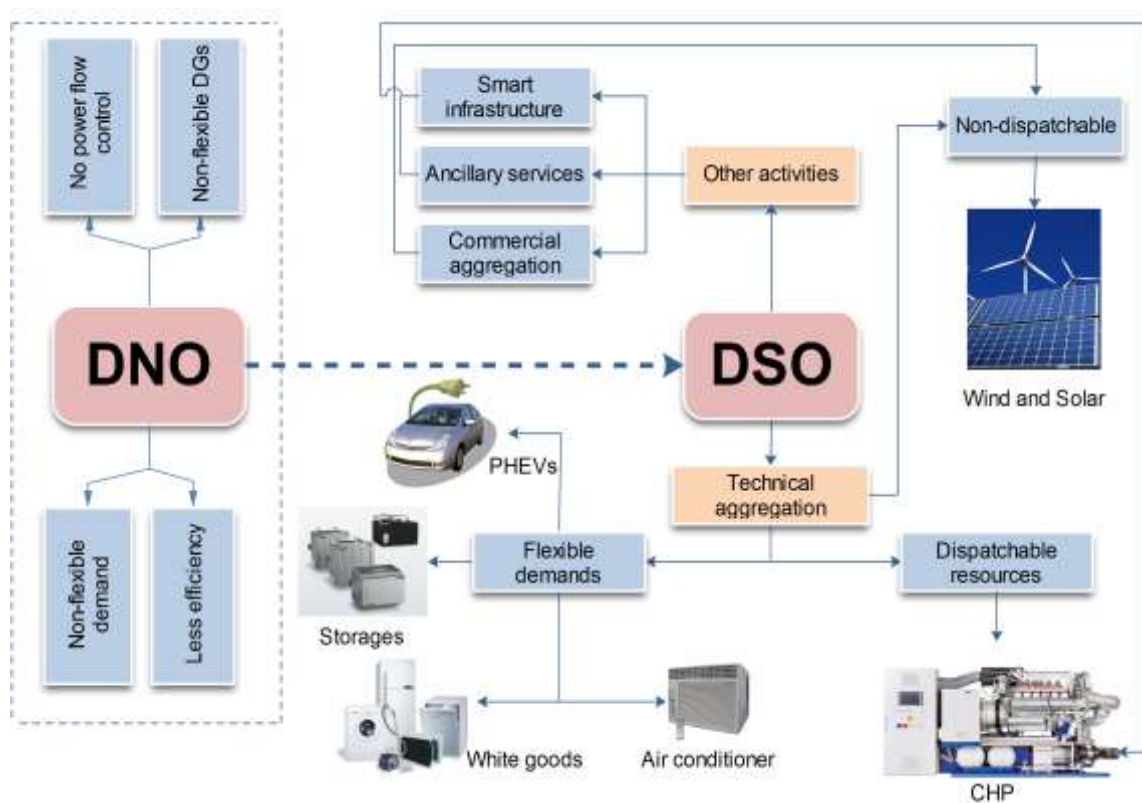 No power flow
control
Non-flexible DGs
Smart
infrastructure
Non-dispatchable
Ancillary services
Other activities
Commercial
aggregation
DNO
DSO
Wind and Solar
PHEVs
Technical
aggregation
Non-flexible
demand
Less efficiency
Flexible
demands
Dispatchable
resources
Storages
White goods
Air conditioner
CHP